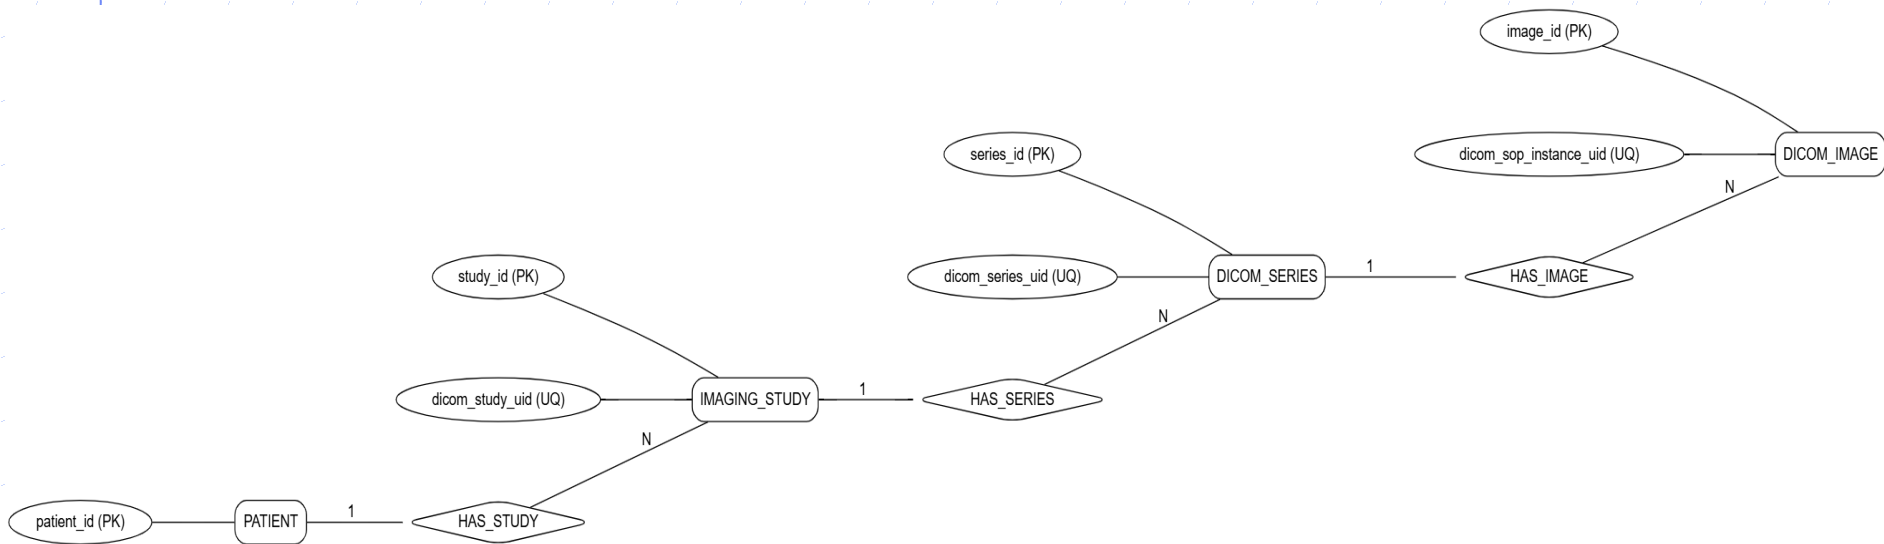 image_id (PK)
dicom_sop_instance_uid (UQ)
DICOM_IMAGE
series_id (PK)
N
dicom_series_uid (UQ)
DICOM_SERIES
1
HAS_IMAGE
study_id (PK)
N
dicom_study_uid (UQ)
IMAGING_STUDY
1
HAS_SERIES
N
patient_id (PK)
PATIENT
1
HAS_STUDY